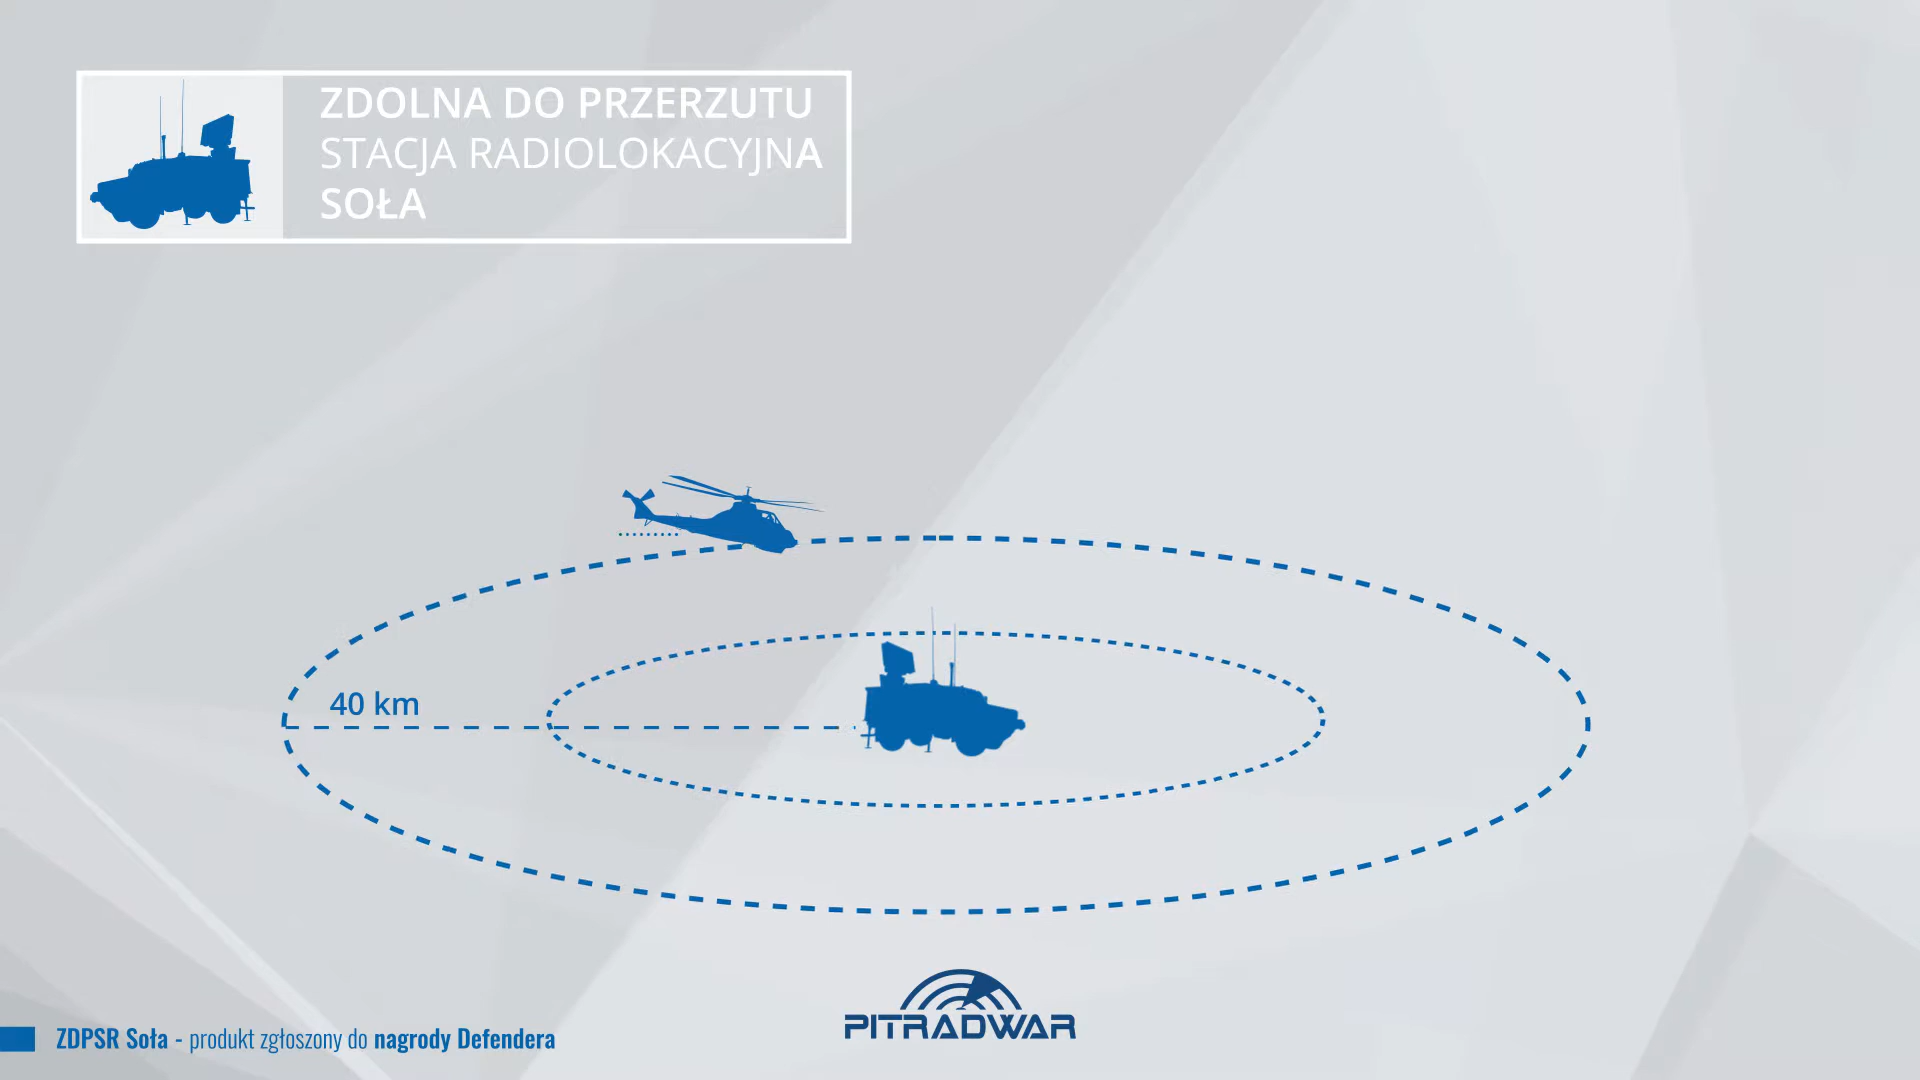 ZDOLNA DO PRZERZUTU
STACJA RADIOLOKACYJNA
SOŁA
40 km
PITRADWAR
ZDPSR Soła - produkt zgłoszony do nagrody Defendera